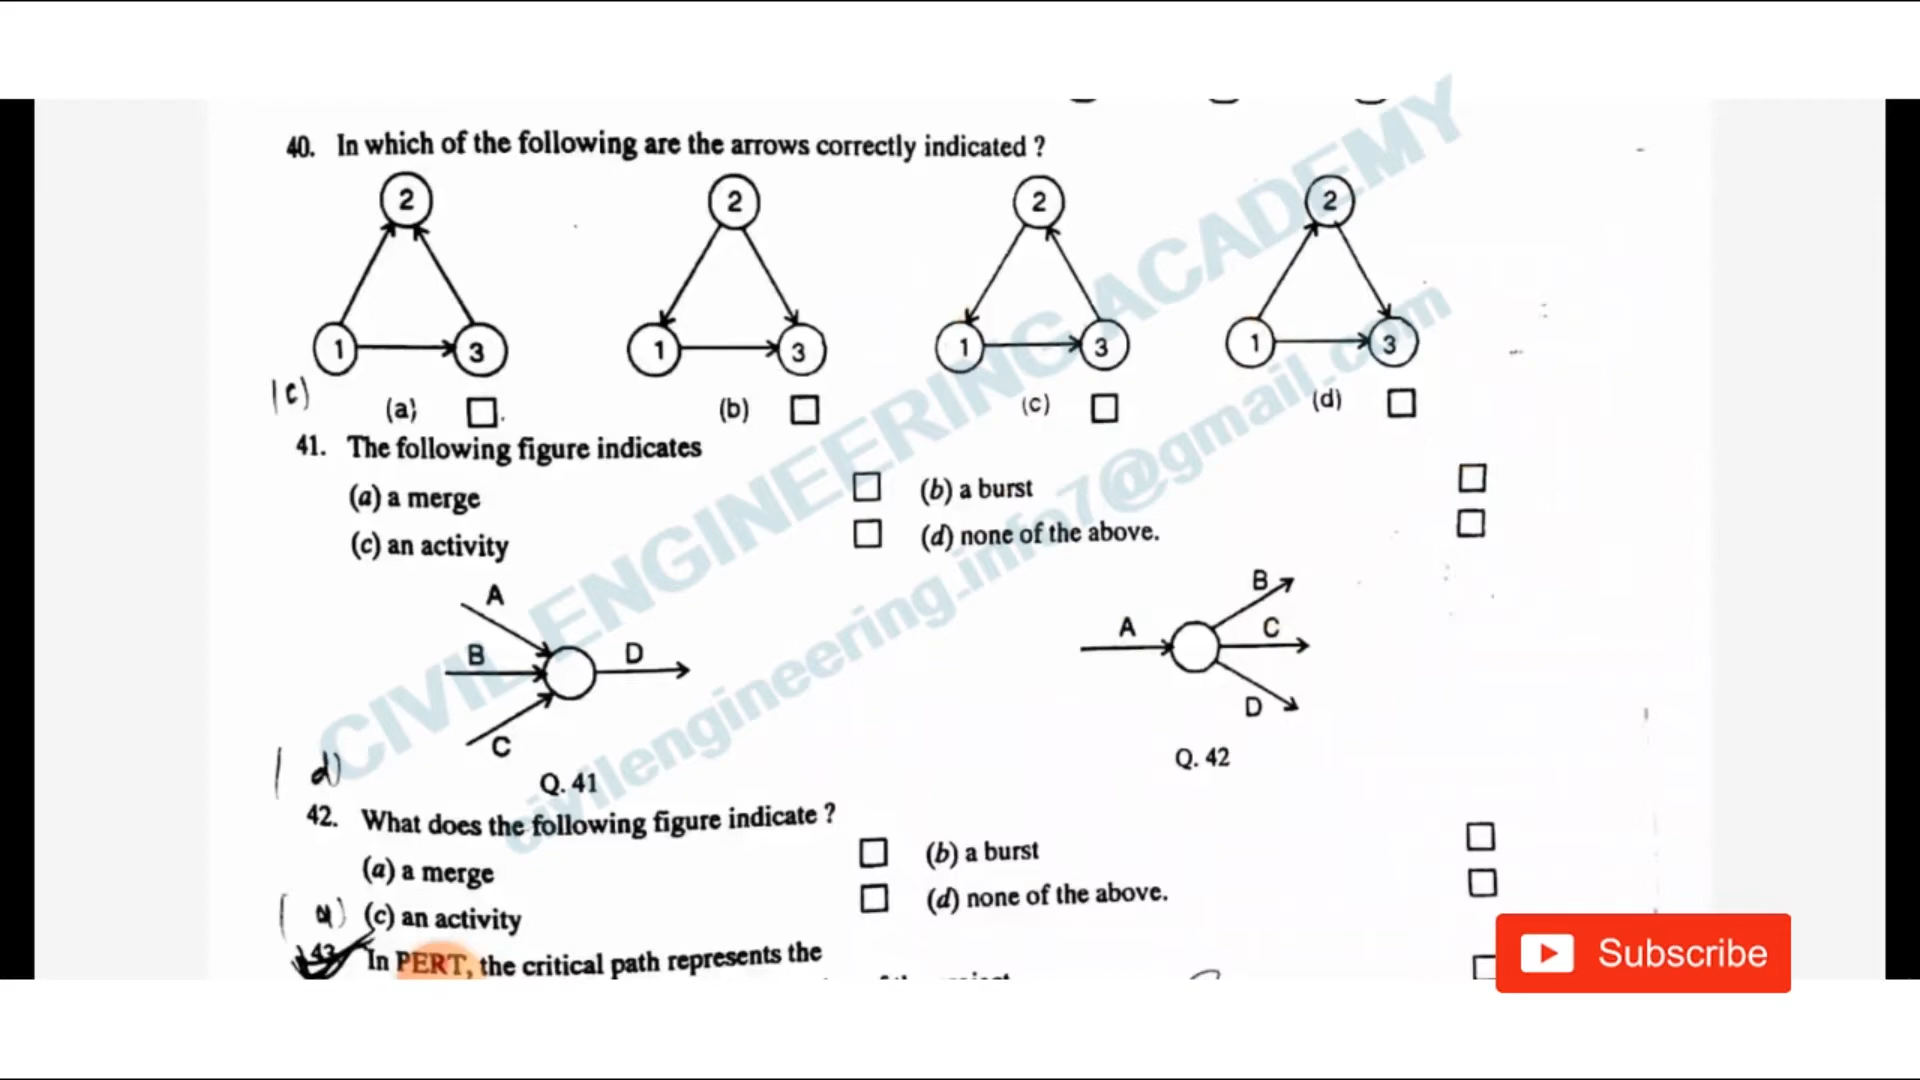 40. In which of the following are the arrows correctly indicated ?
2 2 2 2
1 3 1 3 1 3 1 3
(c)
(a) (b) (c) (d)
41. The following figure indicates
(a) a merge (b) a burst
(c) an activity (d) none of the above.
A B
B D A C
C D
d)
Q. 41 Q. 42
42. What does the following figure indicate ?
(a) a merge (b) a burst
(c) an activity (d) none of the above.
43. In PERT, the critical path represents the
CIVIL ENGINEERING ACADEMY
civilengineering.info7@gmail.com
Subscribe